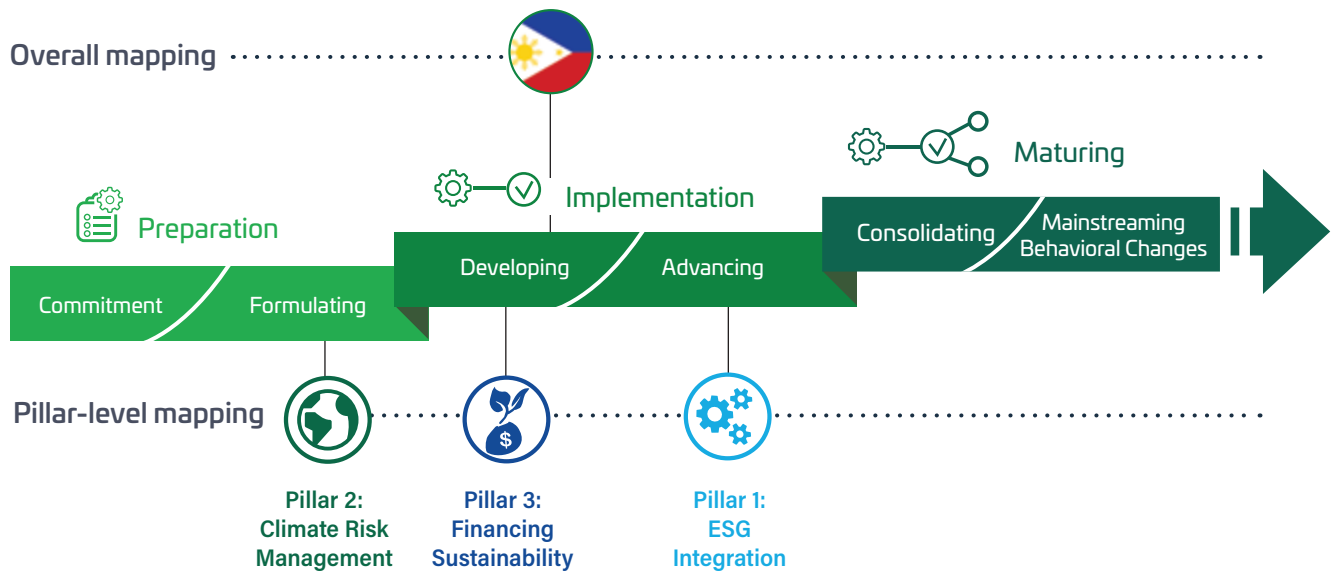 Overall mapping
Preparation
Implementation
Maturing
Commitment
Formulating
Developing
Advancing
Consolidating
Mainstreaming
Behavioral Changes
Pillar-level mapping
$
Pillar 2:
Climate Risk
Management
Pillar 3:
Financing
Sustainability
Pillar 1:
ESG
Integration